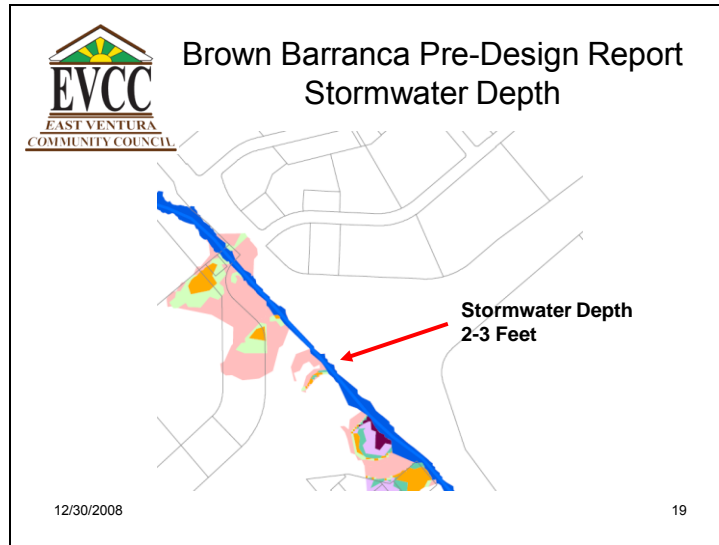 EVCC
EAST VENTURA
COMMUNITY COUNCIL
Brown Barranca Pre-Design Report
Stormwater Depth
Stormwater Depth
2-3 Feet
12/30/2008
19